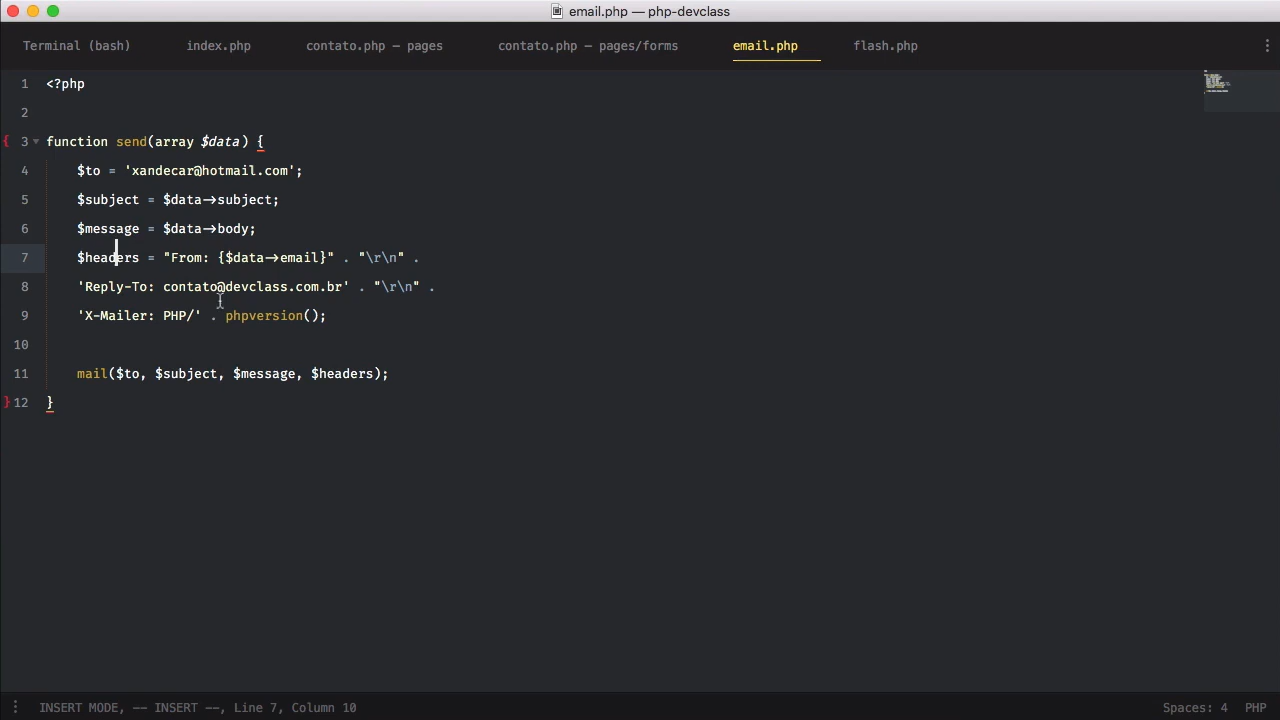 email.php — php-devclass
Terminal (bash) index.php contato.php — pages contato.php — pages/forms email.php flash.php
1 <?php
2
{ 3 function send(array $data) {
4 $to = 'xandecar@hotmail.com';
5 $subject = $data->subject;
6 $message = $data->body;
7 $headers = "From: {$data->email}" . "\r\n" .
8 'Reply-To: contato@devclass.com.br' . "\r\n" .
9 'X-Mailer: PHP/' . phpversion();
10
11 mail($to, $subject, $message, $headers);
} 12 }
INSERT MODE, -- INSERT --, Line 7, Column 10 Spaces: 4 PHP